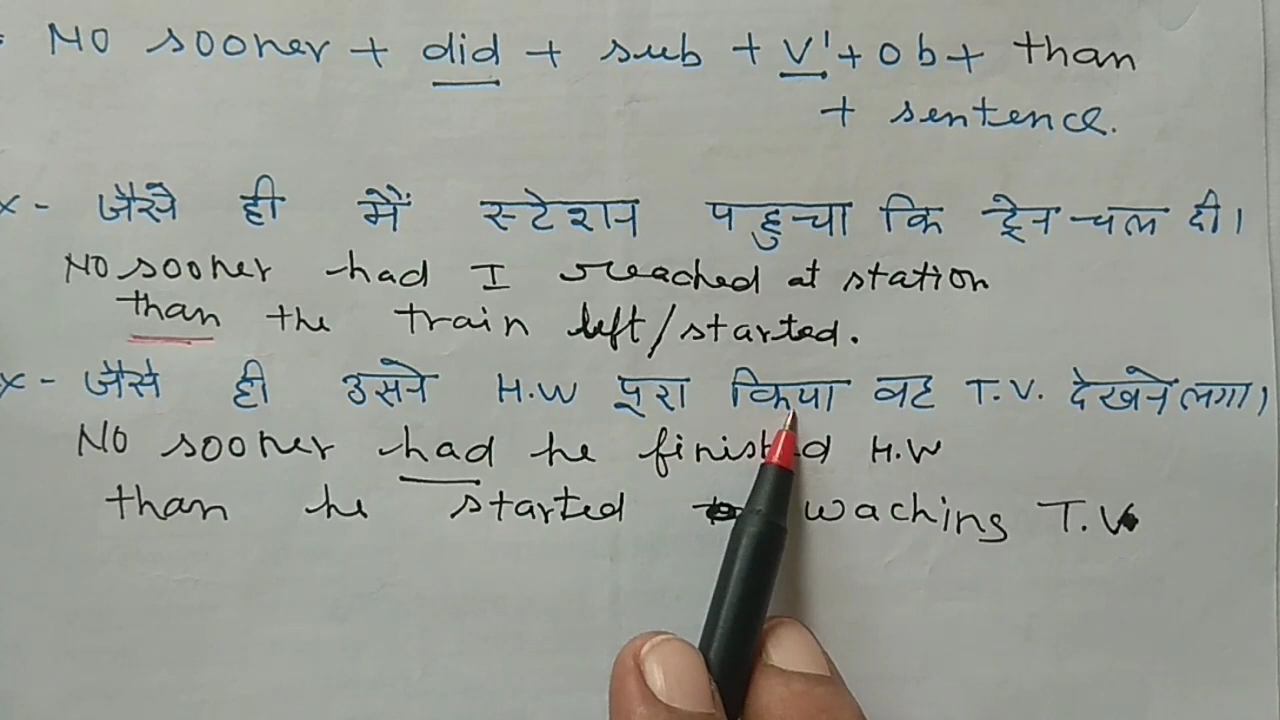 No sooner + did + sub + V' + ob + than
+ sentence.
x - जैसे ही मैं स्टेशन पहुचा कि ट्रेन चल दी।
No sooner had I reached at station
than the train left/started.
x - जैसे ही उसने H.W पूरा किया वह T.V. देखने लगा।
No sooner had he finished H.W
than he started waching T.V